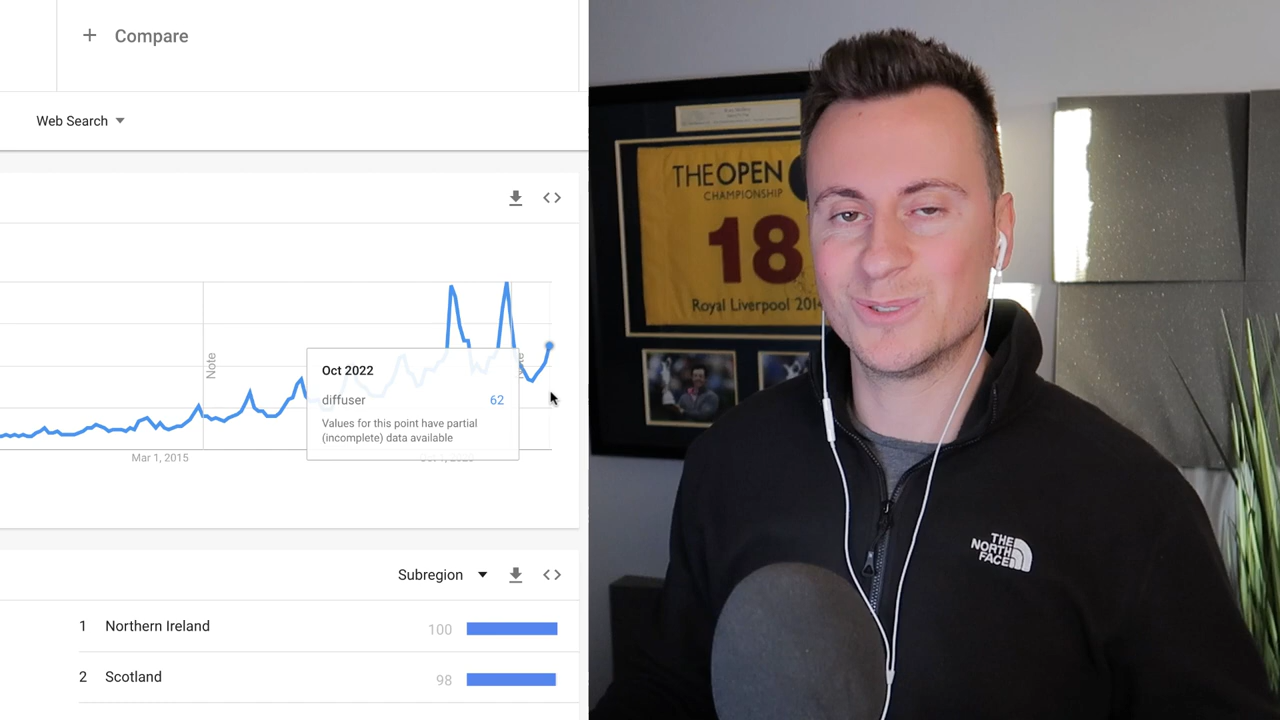 + Compare
Web Search
Note
Oct 2022
diffuser 62
Values for this point have partial
(incomplete) data available
Mar 1, 2015
Subregion
1 Northern Ireland 100
2 Scotland 98
THE OPEN
CHAMPIONSHIP
18
Royal Liverpool 2014
THE
NORTH
FACE